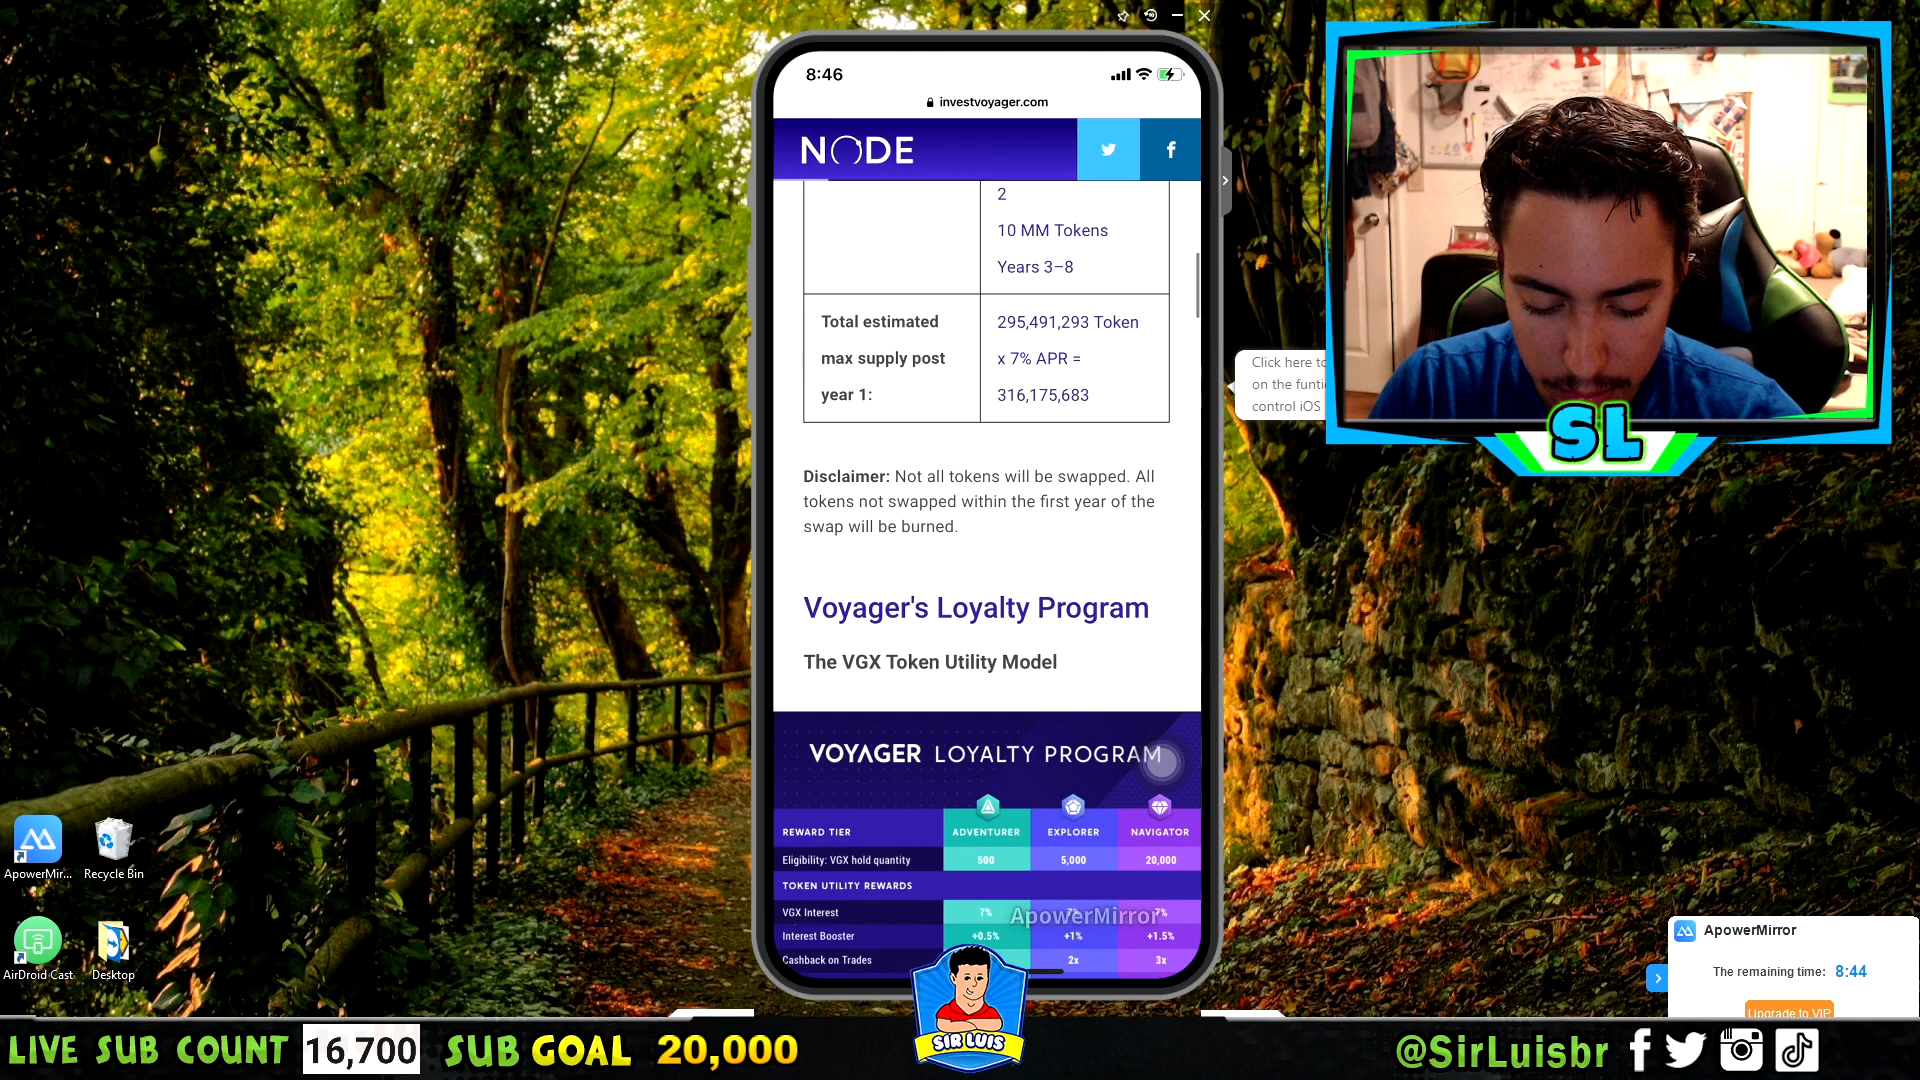 8:46
investvoyager.com
NODE
2
10 MM Tokens
Years 3–8
Total estimated
max supply post
year 1:
295,491,293 Token
x 7% APR =
316,175,683
Disclaimer: Not all tokens will be swapped. All
tokens not swapped within the first year of the
swap will be burned.
Voyager's Loyalty Program
The VGX Token Utility Model
VOYAGER LOYALTY PROGRAM
REWARD TIER ADVENTURER EXPLORER NAVIGATOR
Eligibility: VGX hold quantity 500 5,000 20,000
TOKEN UTILITY REWARDS
VGX Interest 7% 7% 7%
Interest Booster +0.5% +1% +1.5%
Cashback on Trades 2x 3x
ApowerMirror
Click here to
on the
control iOS
R
SL
ApowerMir...
Recycle Bin
AirDroid Cast
Desktop
ApowerMirror
The remaining time: 8:44
Upgrade to VIP
SIR LUIS
LIVE SUB COUNT 16,700 SUB GOAL 20,000
@SirLuisbr